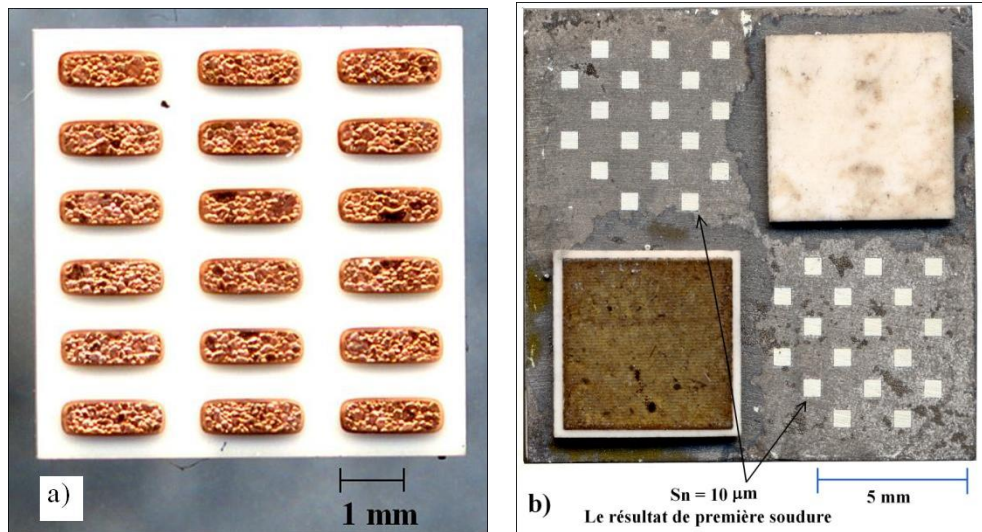 a)
1 mm
b)
Sn = 10 µm
Le résultat de première soudure
5 mm